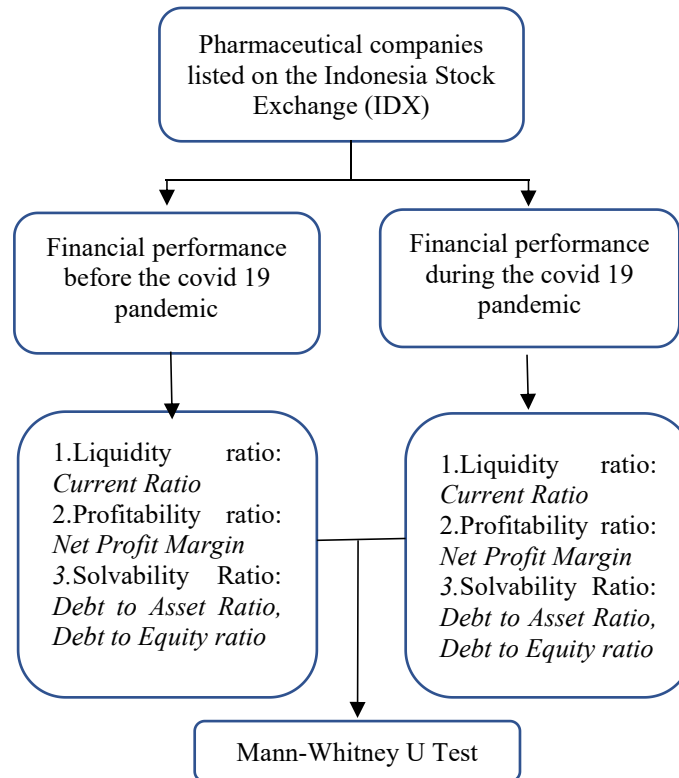 Pharmaceutical companies
listed on the Indonesia Stock
Exchange (IDX)
Financial performance
before the covid 19
pandemic
Financial performance
during the covid 19
pandemic
1.Liquidity ratio:
Current Ratio
2.Profitability ratio:
Net Profit Margin
3.Solvability Ratio:
Debt to Asset Ratio,
Debt to Equity ratio
1.Liquidity ratio:
Current Ratio
2.Profitability ratio:
Net Profit Margin
3.Solvability Ratio:
Debt to Asset Ratio,
Debt to Equity ratio
Mann-Whitney U Test